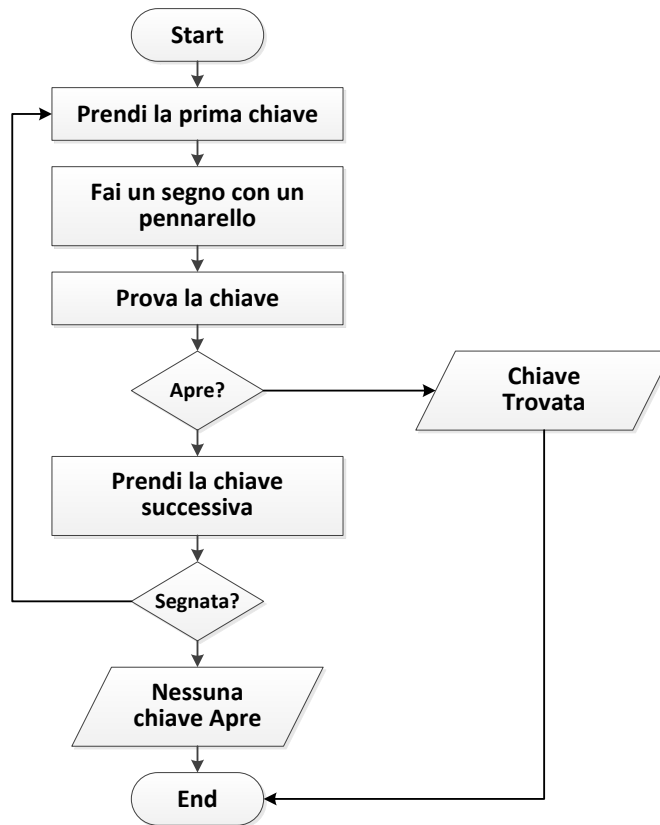 Start
Prendi la prima chiave
Fai un segno con un
pennarello
Prova la chiave
Apre?
Chiave
Trovata
Prendi la chiave
successiva
Segnata?
Nessuna
chiave Apre
End